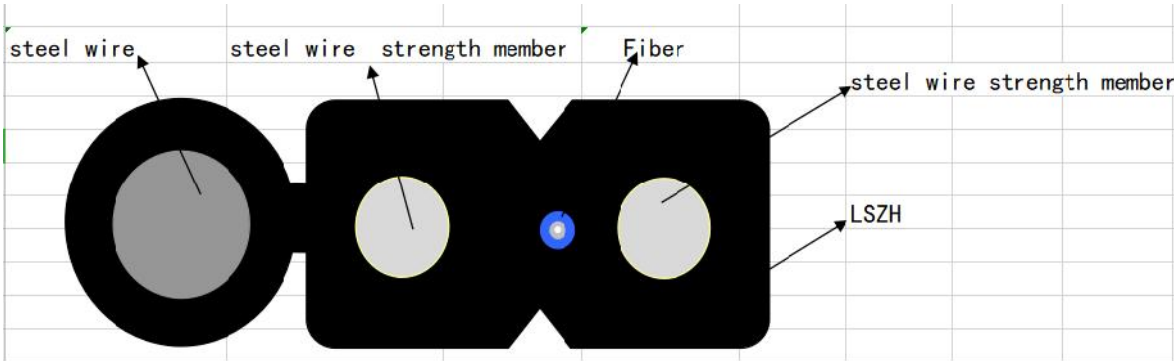 steel wire
steel wire strength member
Fiber
steel wire strength member
LSZH